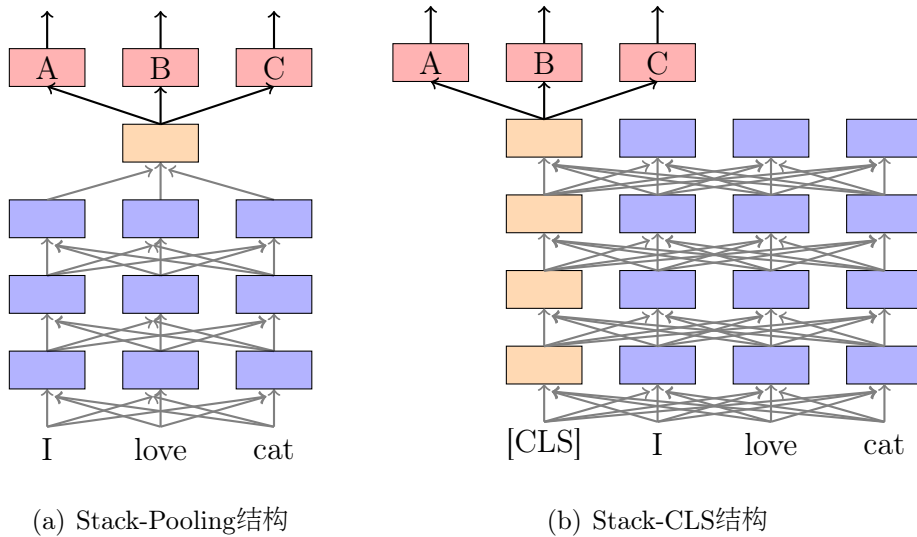 A B C
A B C
I love cat
[CLS] I love cat
(a) Stack-Pooling结构
(b) Stack-CLS结构